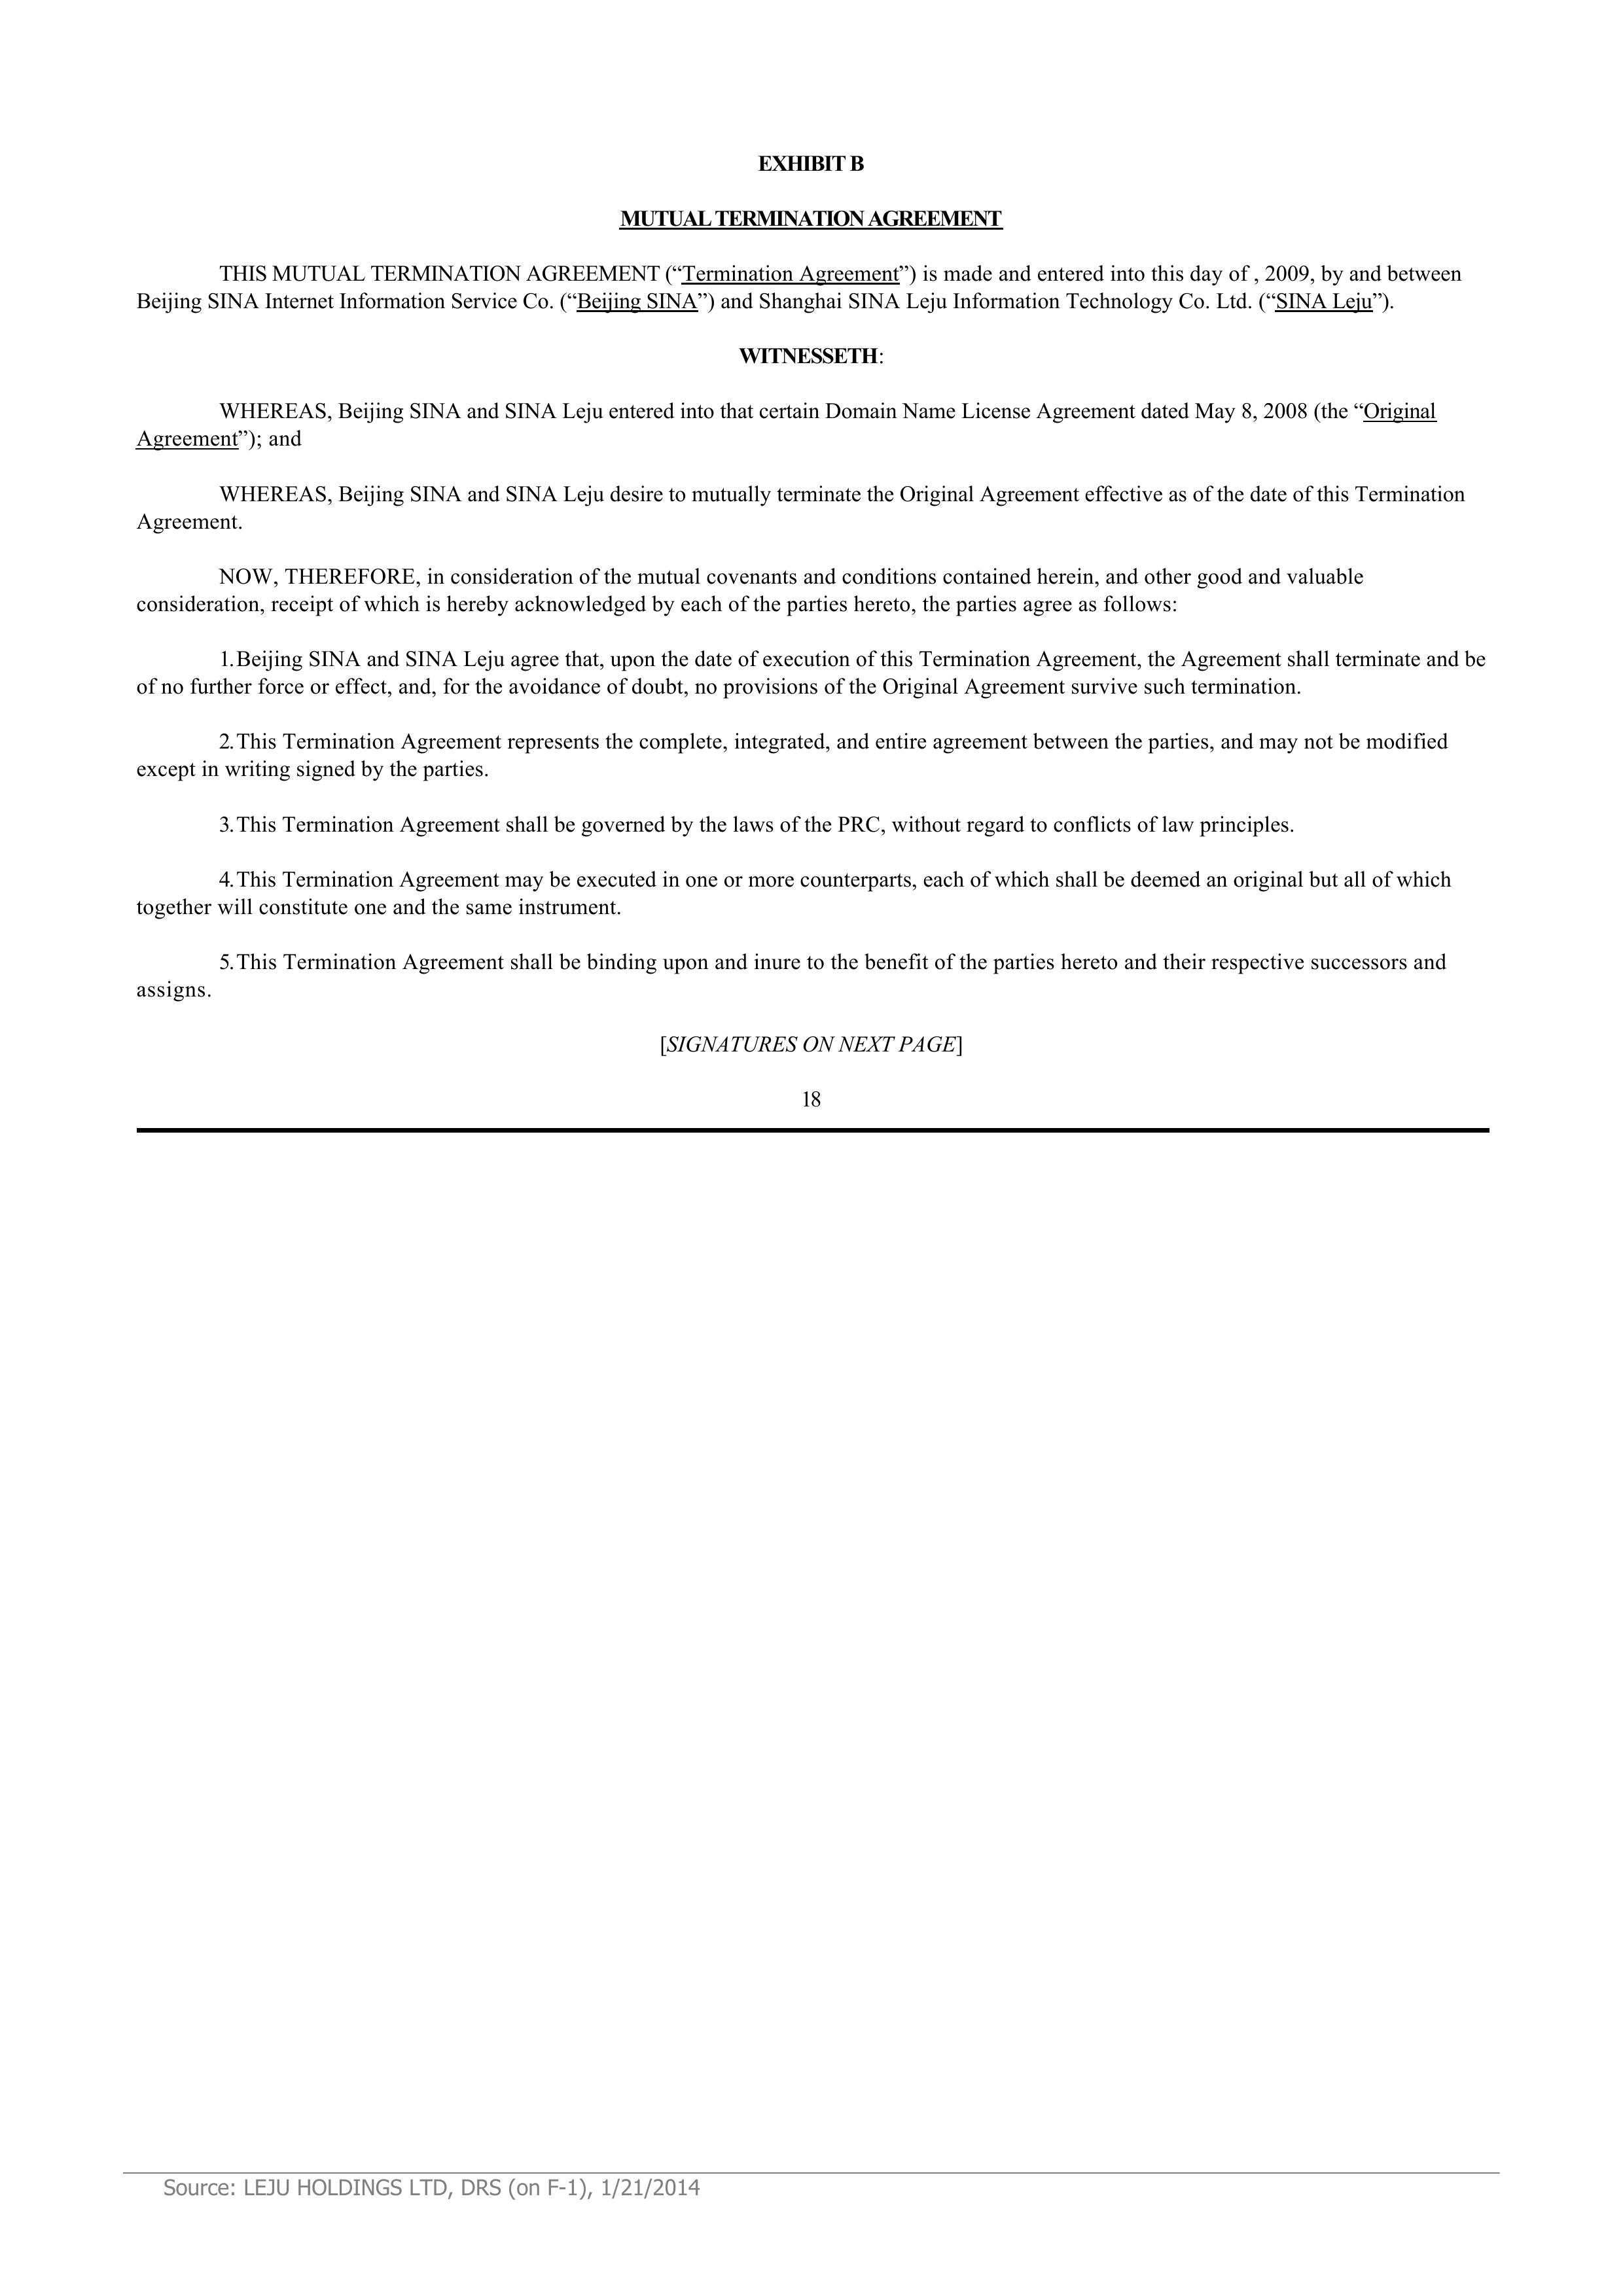 EXHIBIT B
MUTUAL TERMINATION AGREEMENT
THIS MUTUAL TERMINATION AGREEMENT (“Termination Agreement”) is made and entered into this day of , 2009, by and between
Beijing SINA Internet Information Service Co. (“Beijing SINA”) and Shanghai SINA Leju Information Technology Co. Ltd. (“SINA Leju”).
WITNESSETH:
WHEREAS, Beijing SINA and SINA Leju entered into that certain Domain Name License Agreement dated May 8, 2008 (the “Original
Agreement”); and
WHEREAS, Beijing SINA and SINA Leju desire to mutually terminate the Original Agreement effective as of the date of this Termination
Agreement.
NOW, THEREFORE, in consideration of the mutual covenants and conditions contained herein, and other good and valuable
consideration, receipt of which is hereby acknowledged by each of the parties hereto, the parties agree as follows:
1.Beijing SINA and SINA Leju agree that, upon the date of execution of this Termination Agreement, the Agreement shall terminate and be
of no further force or effect, and, for the avoidance of doubt, no provisions of the Original Agreement survive such termination.
2.This Termination Agreement represents the complete, integrated, and entire agreement between the parties, and may not be modified
except in writing signed by the parties.
3.This Termination Agreement shall be governed by the laws of the PRC, without regard to conflicts of law principles.
4.This Termination Agreement may be executed in one or more counterparts, each of which shall be deemed an original but all of which
together will constitute one and the same instrument.
5.This Termination Agreement shall be binding upon and inure to the benefit of the parties hereto and their respective successors and
assigns.
[SIGNATURES ON NEXT PAGE]
18
Source: LEJU HOLDINGS LTD, DRS (on F-1), 1/21/2014